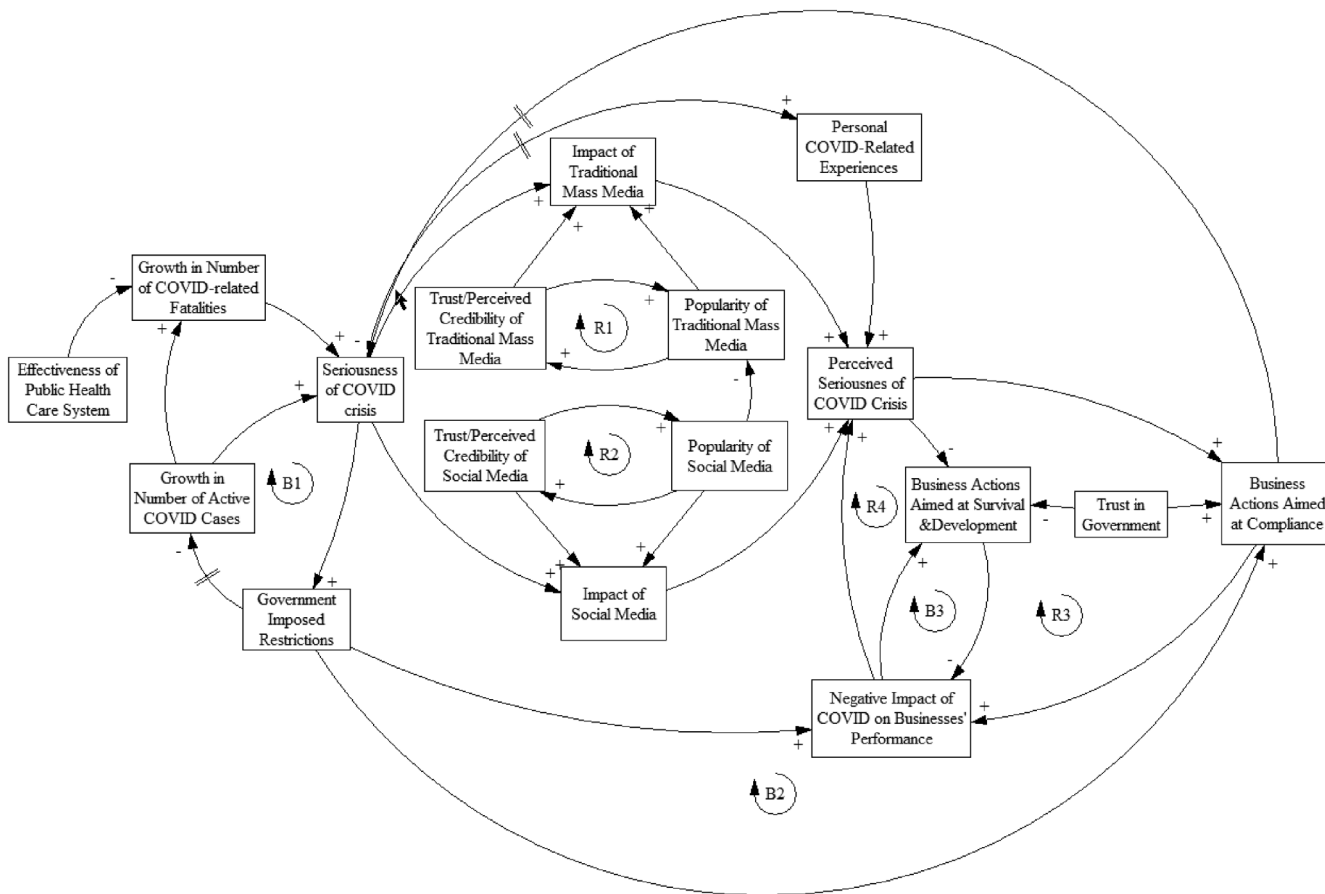 Personal
COVID-Related
Experiences
+
Impact of
Traditional
Mass Media
+
+
+
Growth in Number
of COVID-related
Fatalities
-
+
+
Trust/Perceived
Credibility of
Traditional Mass
Media
R1
+
+
Popularity of
Traditional Mass
Media
-
Effectiveness of
Public Health
Care System
Seriousness
of COVID
crisis
-
+
Perceived
Seriousnes of
COVID Crisis
+
+
+
+
Trust/Perceived
Credibility of
Social Media
R2
+
+
Popularity of
Social Media
Growth in
Number of Active
COVID Cases
-
B1
R4
Business Actions
Aimed at Survival
&Development
-
-
+
Trust in
Government
Business
Actions Aimed
at Compliance
+
+
+
Impact of
Social Media
+
+
+
Government
Imposed
Restrictions
+
B3
R3
Negative Impact of
COVID on Businesses'
Performance
-
+
+
B2